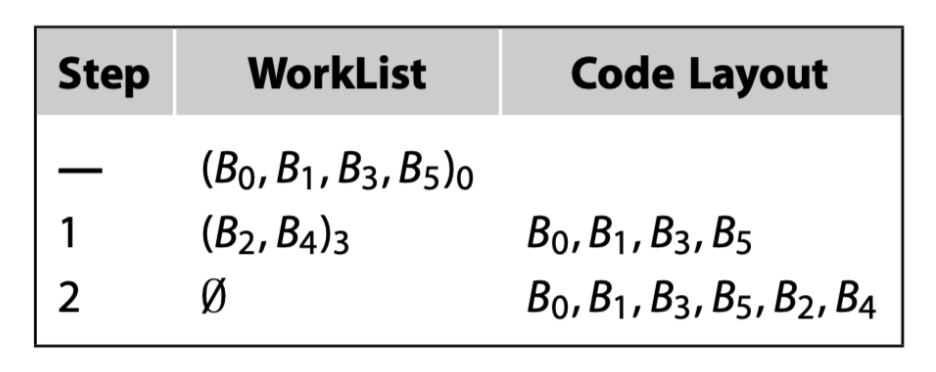 Step WorkList Code Layout
— (B₀, B₁, B₃, B₅)₀
1 (B₂, B₄)₃ B₀, B₁, B₃, B₅
2 Ø B₀, B₁, B₃, B₅, B₂, B₄